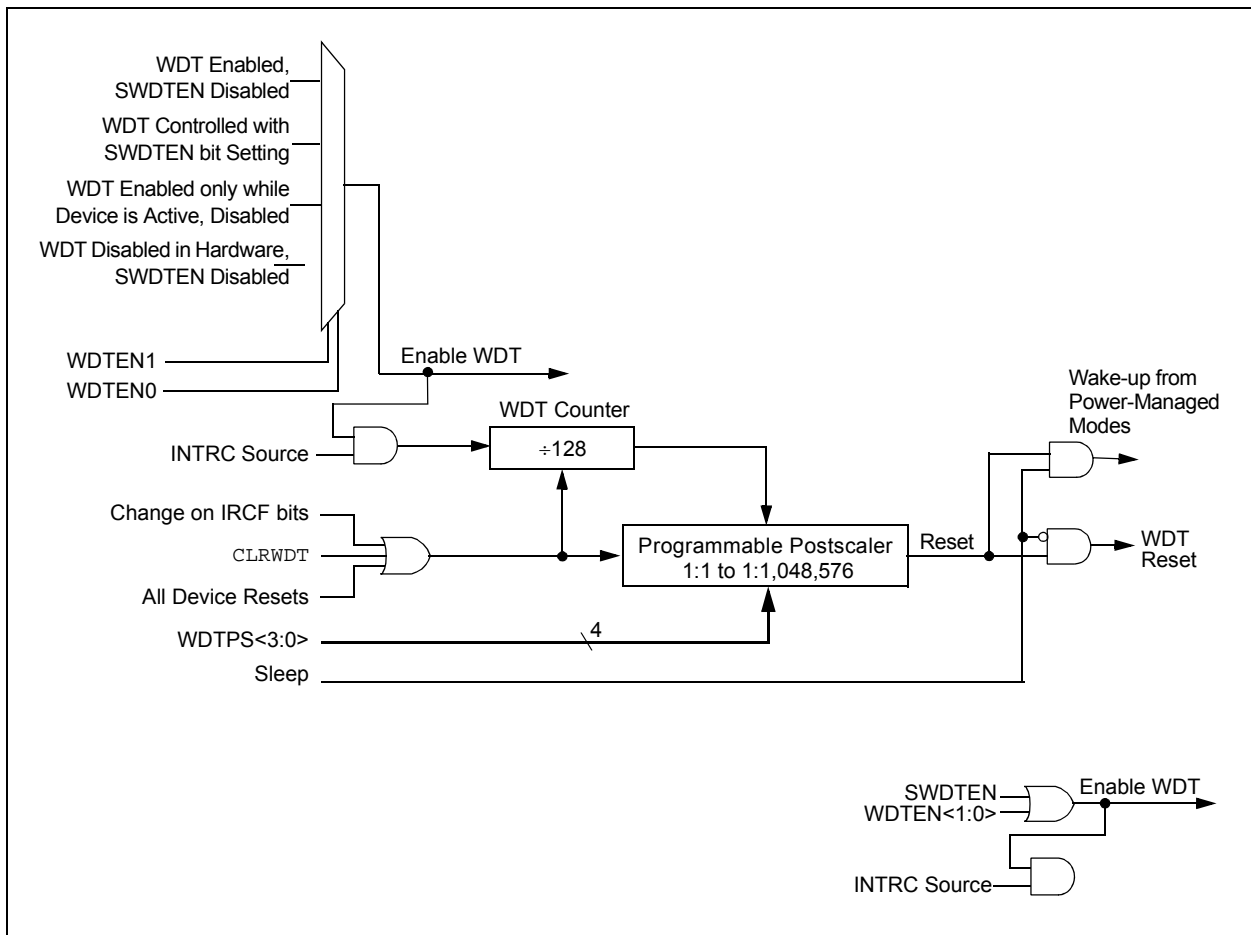 WDT Enabled,
SWDTEN Disabled
WDT Controlled with
SWDTEN bit Setting
WDT Enabled only while
Device is Active, Disabled
WDT Disabled in Hardware,
SWDTEN Disabled
WDTEN1
WDTEN0
Enable WDT
WDT Counter
÷128
INTRC Source
Wake-up from
Power-Managed
Modes
Change on IRCF bits
CLRWDT
All Device Resets
Programmable Postscaler
1:1 to 1:1,048,576
Reset
WDT
Reset
WDTPS<3:0>
4
Sleep
SWDTEN
WDTEN<1:0>
Enable WDT
INTRC Source